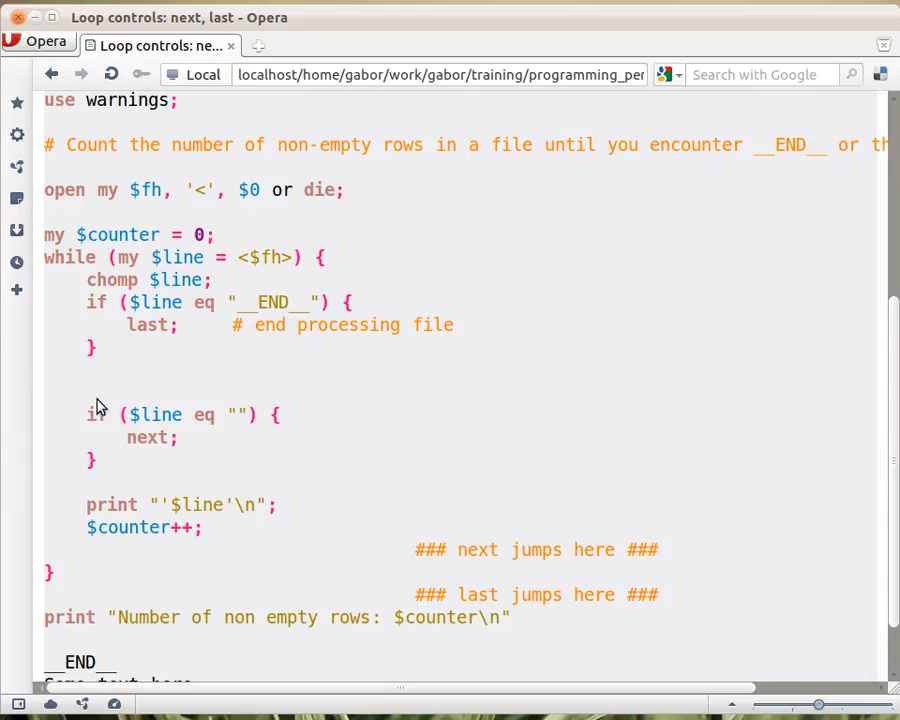 Loop controls: next, last - Opera
Opera
Loop controls: ne...
Local
localhost/home/gabor/work/gabor/training/programming_per
Search with Google
use warnings;
# Count the number of non-empty rows in a file until you encounter __END__ or th
open my $fh, '<', $0 or die;
my $counter = 0;
while (my $line = <$fh>) {
chomp $line;
if ($line eq "__END__") {
last; # end processing file
}
if ($line eq "") {
next;
}
print "'$line'\n";
$counter++;
### next jumps here ###
}
### last jumps here ###
print "Number of non empty rows: $counter\n"
__END__
Some text here